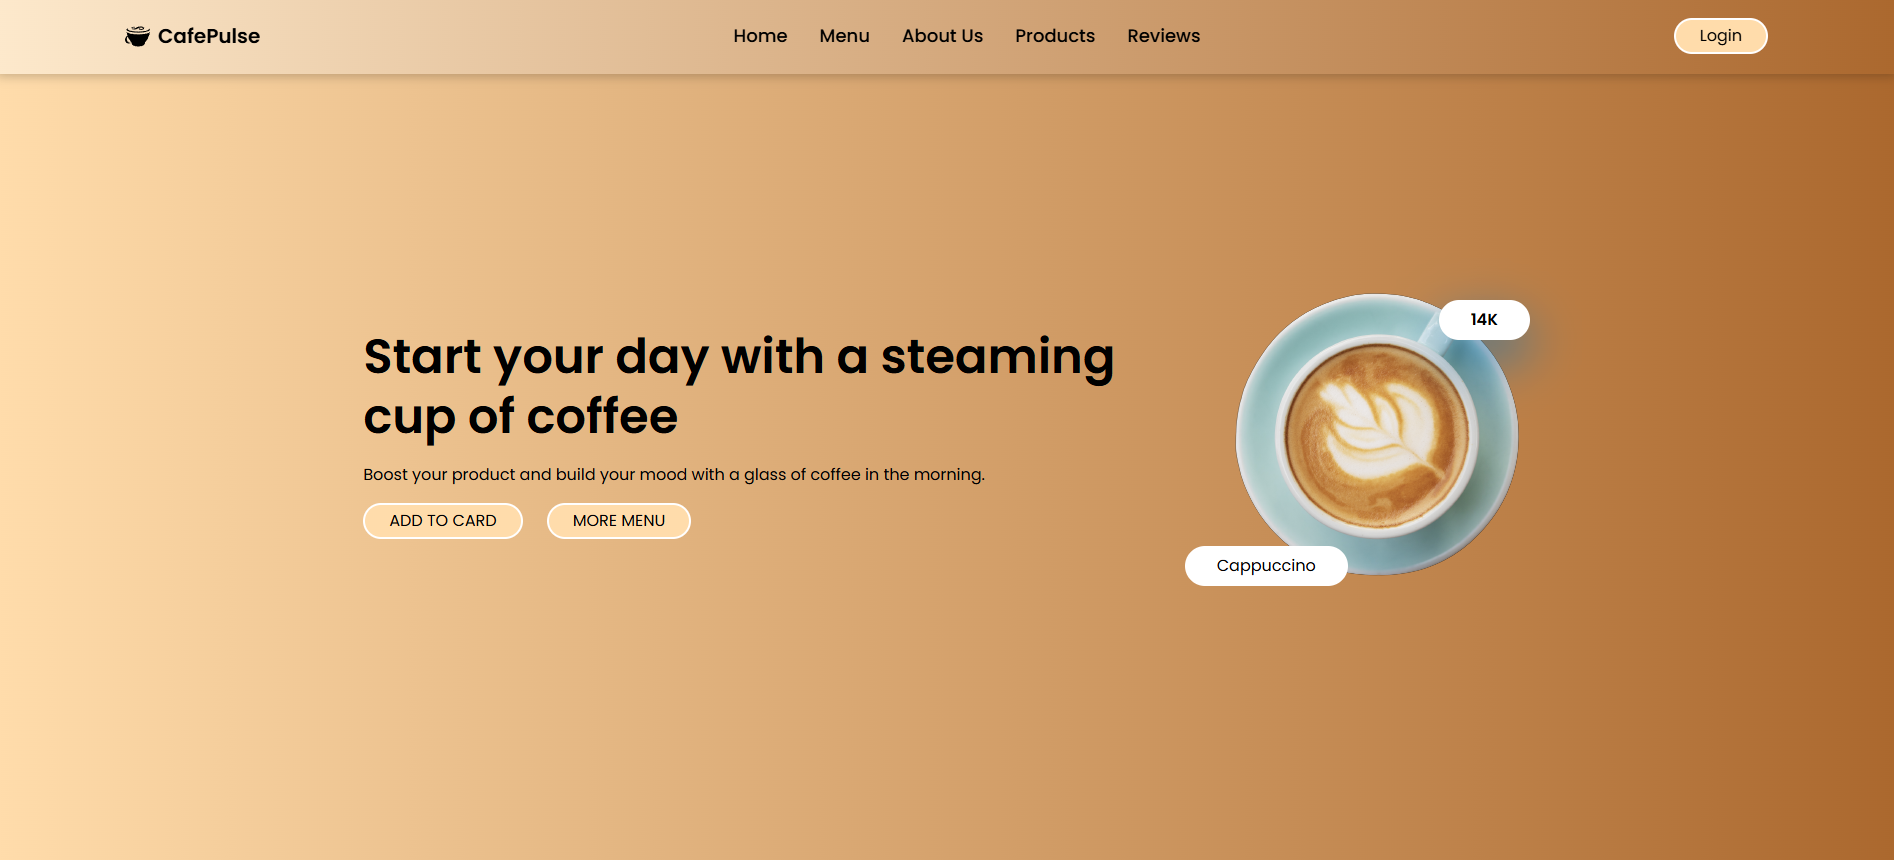 CafePulse
Home
Menu
About Us
Products
Reviews
Login
Start your day with a steaming
cup of coffee
Boost your product and build your mood with a glass of coffee in the morning.
ADD TO CARD
MORE MENU
14K
Cappuccino